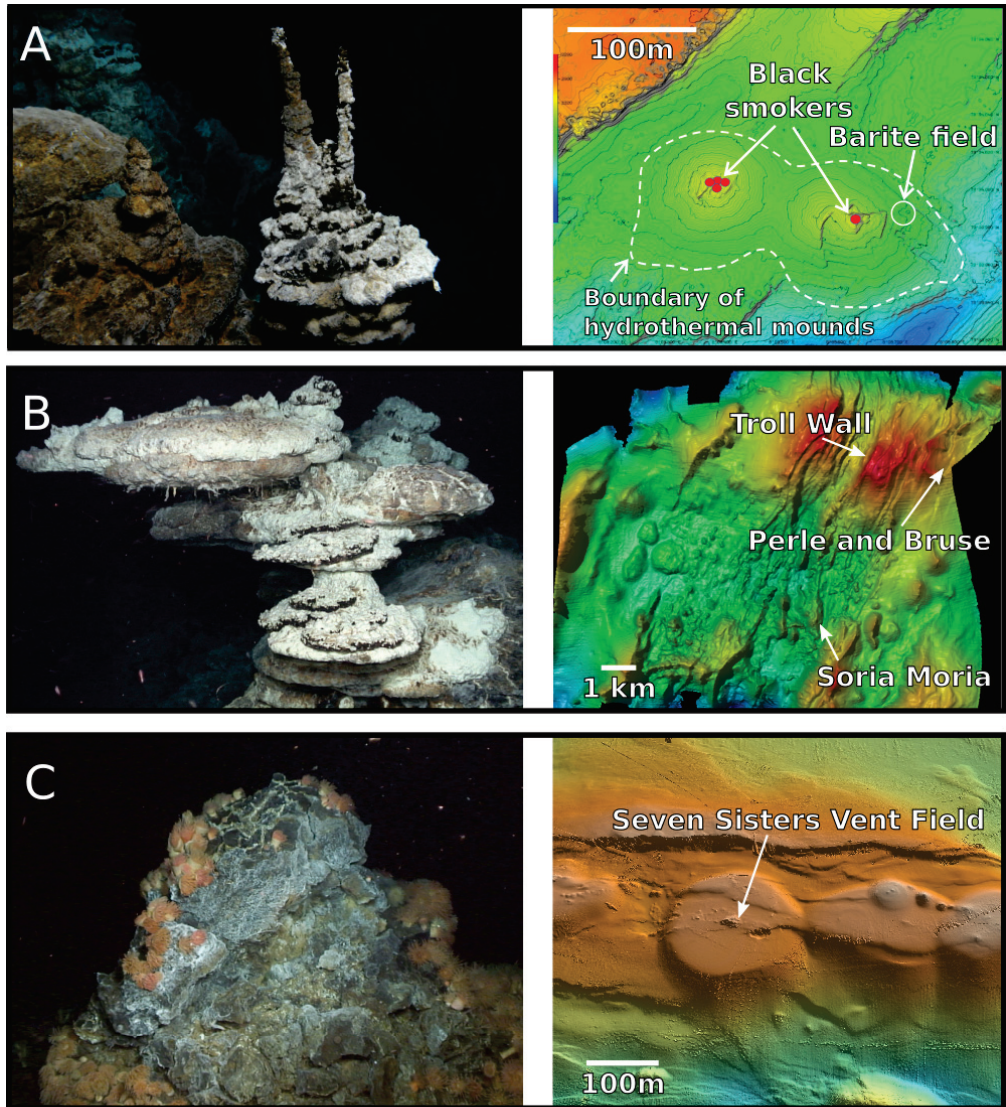 A
100m
Black
smokers
Barite field
Boundary of
hydrothermal mounds
B
Troll Wall
Perle and Bruse
Soria Moria
1 km
C
Seven Sisters Vent Field
100m